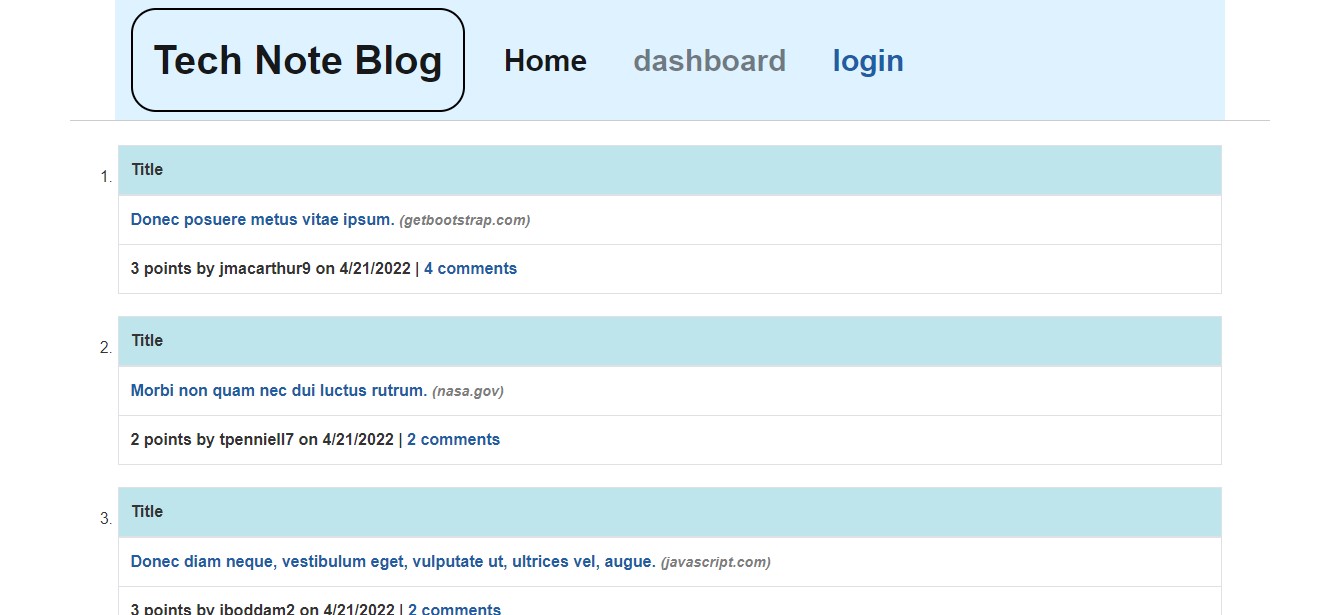 Tech Note Blog Home dashboard login
1. Title
Donec posuere metus vitae ipsum. (getbootstrap.com)
3 points by jmacarthur9 on 4/21/2022 | 4 comments
2. Title
Morbi non quam nec dui luctus rutrum. (nasa.gov)
2 points by tpenniell7 on 4/21/2022 | 2 comments
3. Title
Donec diam neque, vestibulum eget, vulputate ut, ultrices vel, augue. (javascript.com)
3 points by iboddam2 on 4/21/2022 | 2 comments